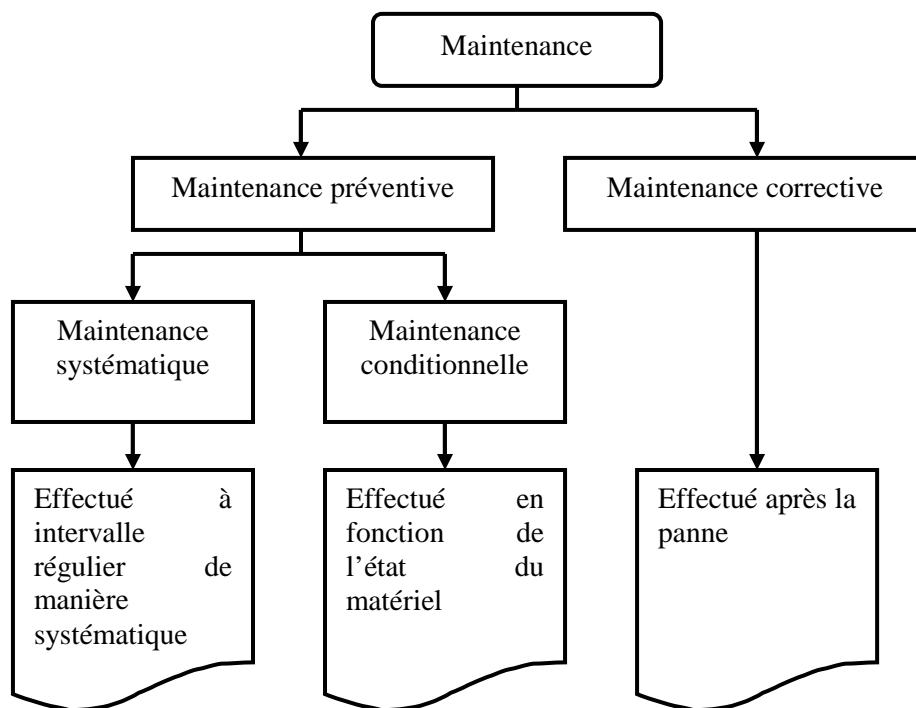 Maintenance
Maintenance préventive
Maintenance corrective
Maintenance
systématique
Maintenance
conditionnelle
Effectué à
intervalle
régulier de
manière
systématique
Effectué en
fonction de
l’état du
matériel
Effectué après la
panne